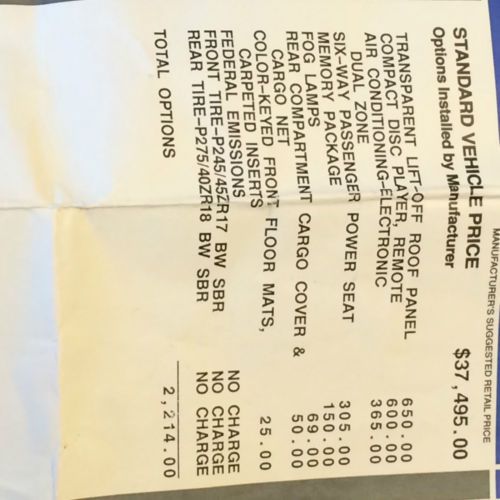 MANUFACTURER'S SUGGESTED RETAIL PRICE
STANDARD VEHICLE PRICE $37,495.00
Options Installed by Manufacturer
TRANSPARENT LIFT-OFF ROOF PANEL 650.00
COMPACT DISC PLAYER, REMOTE 600.00
AIR CONDITIONING-ELECTRONIC 365.00
DUAL ZONE
SIX-WAY PASSENGER POWER SEAT 305.00
MEMORY PACKAGE 150.00
FOG LAMPS 69.00
REAR COMPARTMENT CARGO COVER & 50.00
CARGO NET
COLOR-KEYED FRONT FLOOR MATS, 25.00
CARPETED INSERTS
FEDERAL EMISSIONS NO CHARGE
FRONT TIRE-P245/45ZR17 BW SBR NO CHARGE
REAR TIRE-P275/40ZR18 BW SBR NO CHARGE
TOTAL OPTIONS 2,214.00